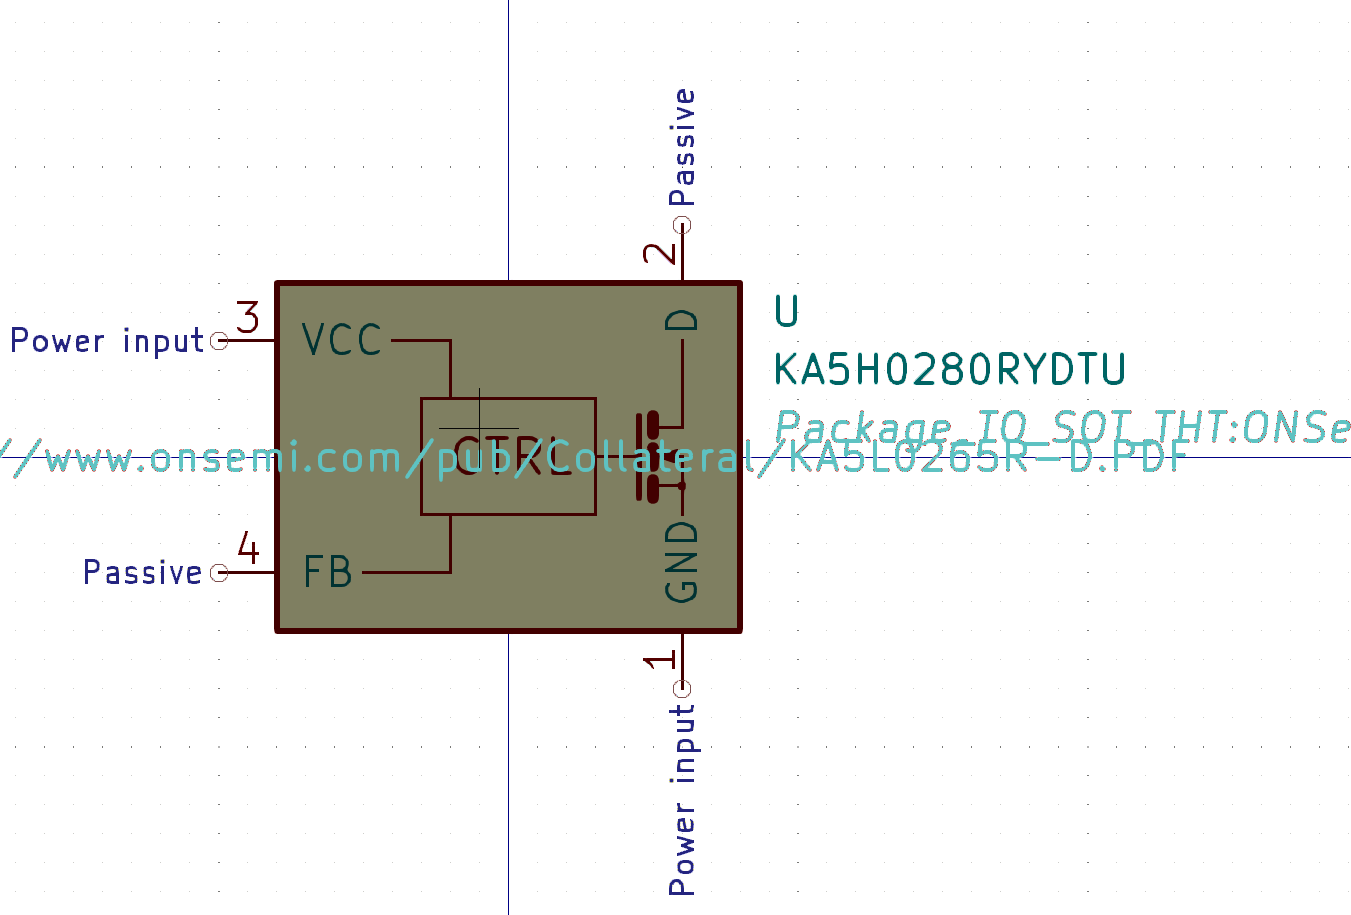 Passive
2
3
Power input
VCC
D
U
KA5H0280RYDTU
Package_TO_SOT_THT:ONSe
//www.onsemi.com/pub/Collateral/KA5L0265R-D.PDF
CTRL
4
Passive
FB
GND
1
Power input